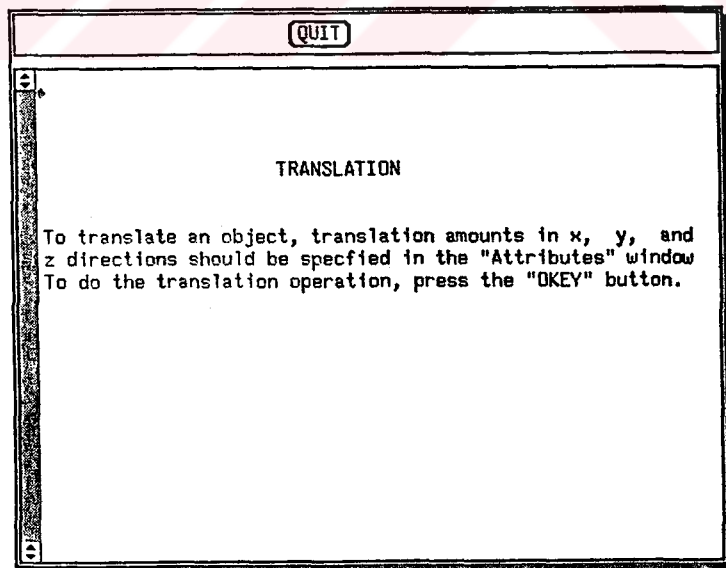 QUIT
TRANSLATION
To translate an object, translation amounts in x, y, and
z directions should be specfied in the "Attributes" window
To do the translation operation, press the "OKEY" button.